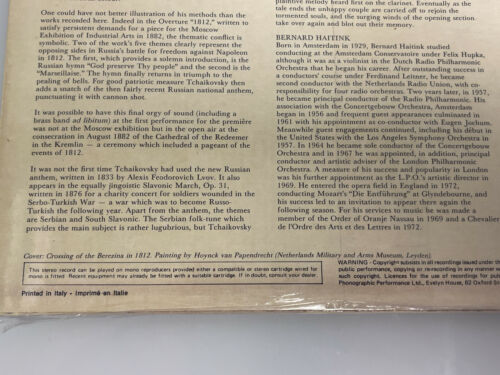 One could have not better illustration of his methods than the
works recorded here. Indeed in the Overture "1812," written to
satisfy persistent demands for a piece for the Moscow
Exhibition of Industrial Arts in 1882, the thematic conflict is
symbolic. Two of the work's five themes clearly represent the
opposing sides in Russia's battle for freedom against Napoleon
in 1812. The first, which provides a solemn introduction, is the
Russian hymn "God preserve Thy people" and the second is the
"Marseillaise." The hymn finally returns in triumph to the
pealing of bells. For good patriotic measure Tchaikovsky then
adds a snatch of the then fairly recent Russian national anthem,
punctuating it with cannon shot.
It was possible to have this final orgy of sound (including a
brass band ad libitum) at the first performance for the première
was not at the Moscow exhibition but in the open air at the
consecration in August 1882 of the Cathedral of the Redeemer
in the Kremlin — a ceremony which included a pageant of the
events of 1812.
It was not the first time Tchaikovsky had used the new Russian
anthem, written in 1833 by Alexis Feodorovich Lvov. It also
appears in the equally jingoistic Slavonic March, Op. 31,
written in 1876 for a charity concert for soldiers wounded in the
Serbo-Turkish War — a war which was to become Russo-
Turkish the following year. Apart from the anthem, the themes
are Serbian and South Slavonic. The Serbian folk-tune which
provides the main subject is rather lugubrious, but Tchaikovsky
plaintive melody heard first on the clarinet. Eventually as the
tale ends the unhappy couple are carried off to rejoin the
tormented souls, and the surging winds of the opening section
take over again and blot out their memory.
BERNARD HAITINK
Born in Amsterdam in 1929, Bernard Haitink studied
conducting at the Amsterdam Conservatoire under Felix Hupka,
although it was as a violinist in the Dutch Radio Philharmonic
Orchestra that he began his career. After outstanding success in
a conductors' course under Ferdinand Leitner, he became
second conductor with the Netherlands Radio Union, with co-
responsibility for four radio orchestras. Two years later, in 1957,
he became principal conductor of the Radio Philharmonic. His
association with the Concertgebouw Orchestra, Amsterdam
began in 1956 and frequent guest appearances culminated in
1961 with his appointment as co-conductor with Eugen Jochum.
Meanwhile guest engagements continued, including his début in
the United States with the Los Angeles Symphony Orchestra in
1957. In 1964 he became sole conductor of the Concertgebouw
Orchestra and in 1967 he was appointed, in addition, principal
conductor and artistic adviser of the London Philharmonic
Orchestra. A measure of his success and popularity in London
was his further appointment as the L.P.O.'s artistic director in
1969. He entered the opera field in England in 1972,
conducting Mozart's "Die Entführung" at Glyndebourne, and
his success led to an invitation to appear there again the
following season. For his services to music he was made a
member of the Order of Oranje Nassau in 1969 and a Chevalier
de l'Ordre des Arts et des Lettres in 1972.
Cover: Crossing of the Berezina in 1812. Painting by Hoynck van Papendrecht (Netherlands Military and Arms Museum, Leyden)
This stereo record can be played on mono reproducers provided either a compatible or stereo cartridge wired for
mono is fitted. Recent equipment may already be fitted with a suitable cartridge. If in doubt, consult your dealer.
WARNING - Copyright subsists in all recordings issued under
public performance, copying or re-recording in any manner
such copyright. Licences for the use of recordings for
Phonographic Performance Ltd., Evelyn House, 62 Oxford
Printed in Italy - Imprimé en Italie